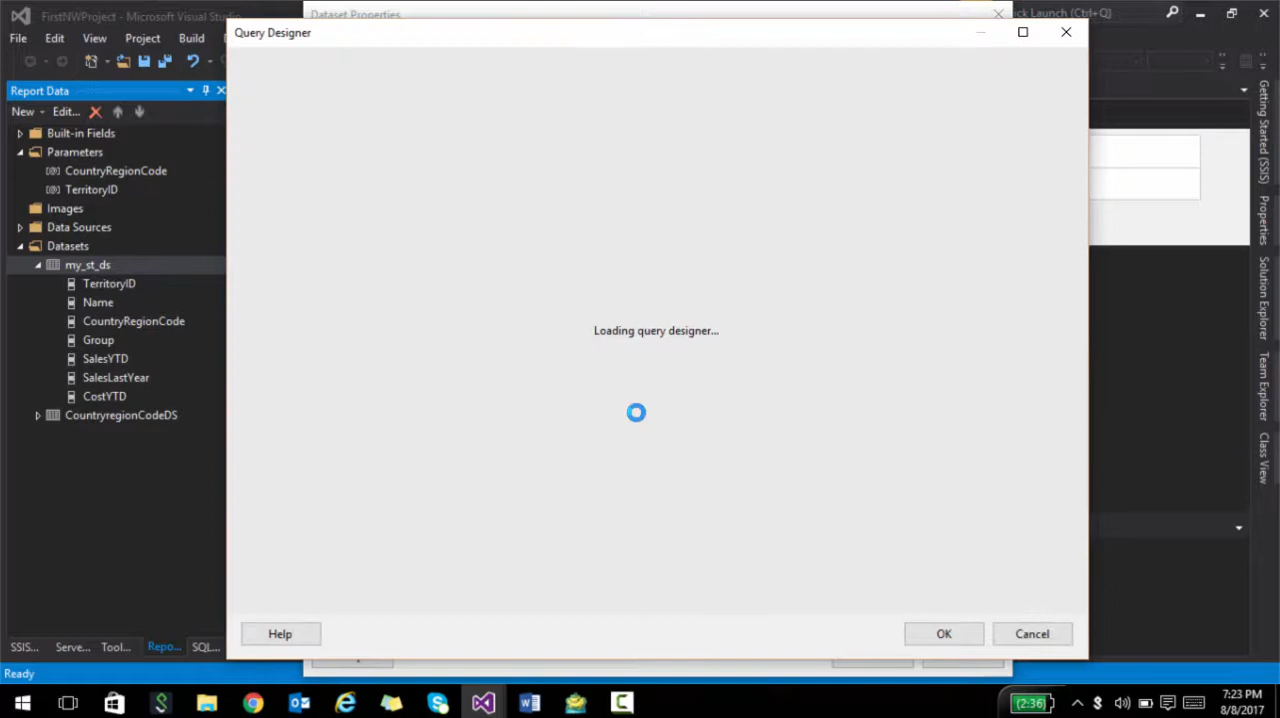 FirstNWProject - Microsoft Visual
Dataset Properties
ick Launch (Ctrl+Q)
Query Designer
File Edit View Project Build
Report Data
New Edit...
Built-in Fields
Parameters
CountryRegionCode
TerritoryID
Images
Data Sources
Datasets
my_st_ds
TerritoryID
Name
CountryRegionCode
Group
SalesYTD
SalesLastYear
CostYTD
CountryregionCodeDS
Loading query designer...
Help
OK
Cancel
Getting Started (SSIS)
Properties
Solution Explorer
Team Explorer
Class View
SSIS... Serve... Tool... Repo... SQL...
Ready
(2:36)
7:23 PM
8/8/2017